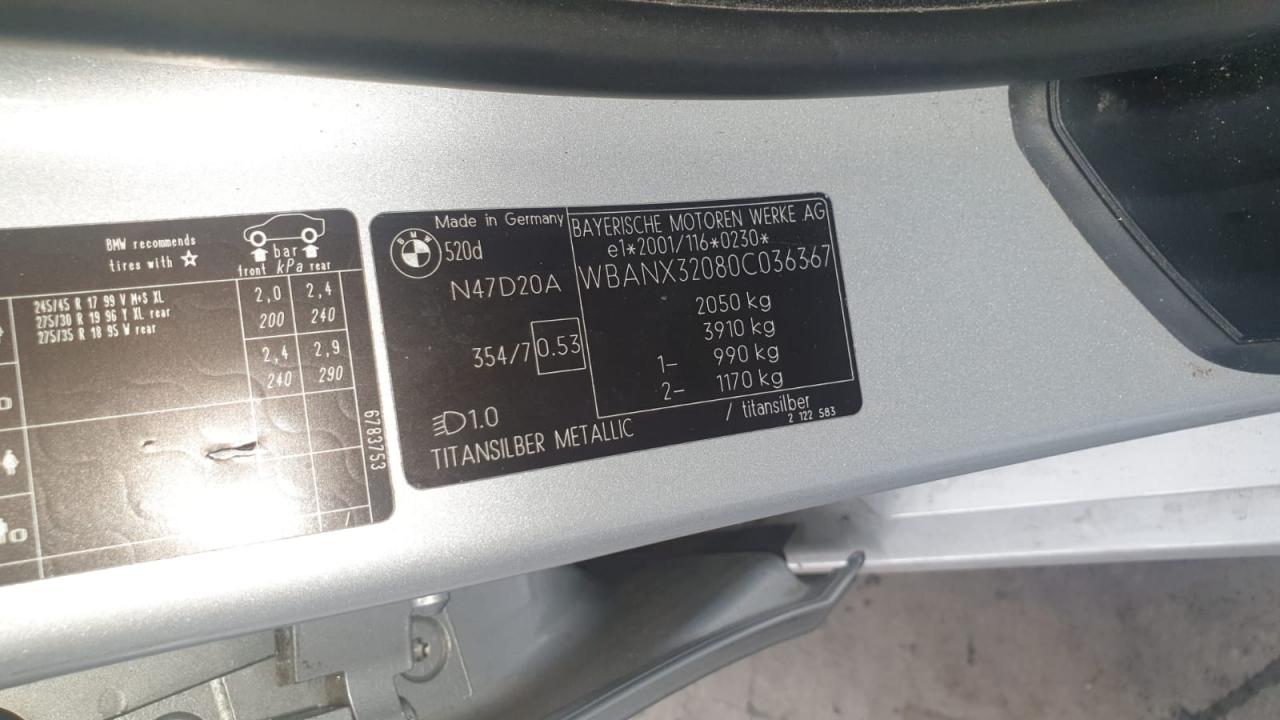 BMW recommends
tires with
bar
front kPa rear
245/45 R 17 99 V M+S XL
275/30 R 19 96 Y XL rear
275/35 R 18 95 W rear
2,0 2,4
200 240
2,4 2,9
240 290
6783753
Made in Germany
BMW
520d
N47D20A
354/7 0.53
1.0
TITANSILBER METALLIC
BAYERISCHE MOTOREN WERKE AG
e1*2001/116*0230*
WBANX32080C036367
2050 kg
3910 kg
1- 990 kg
2- 1170 kg
/ titansilber
2 122 583